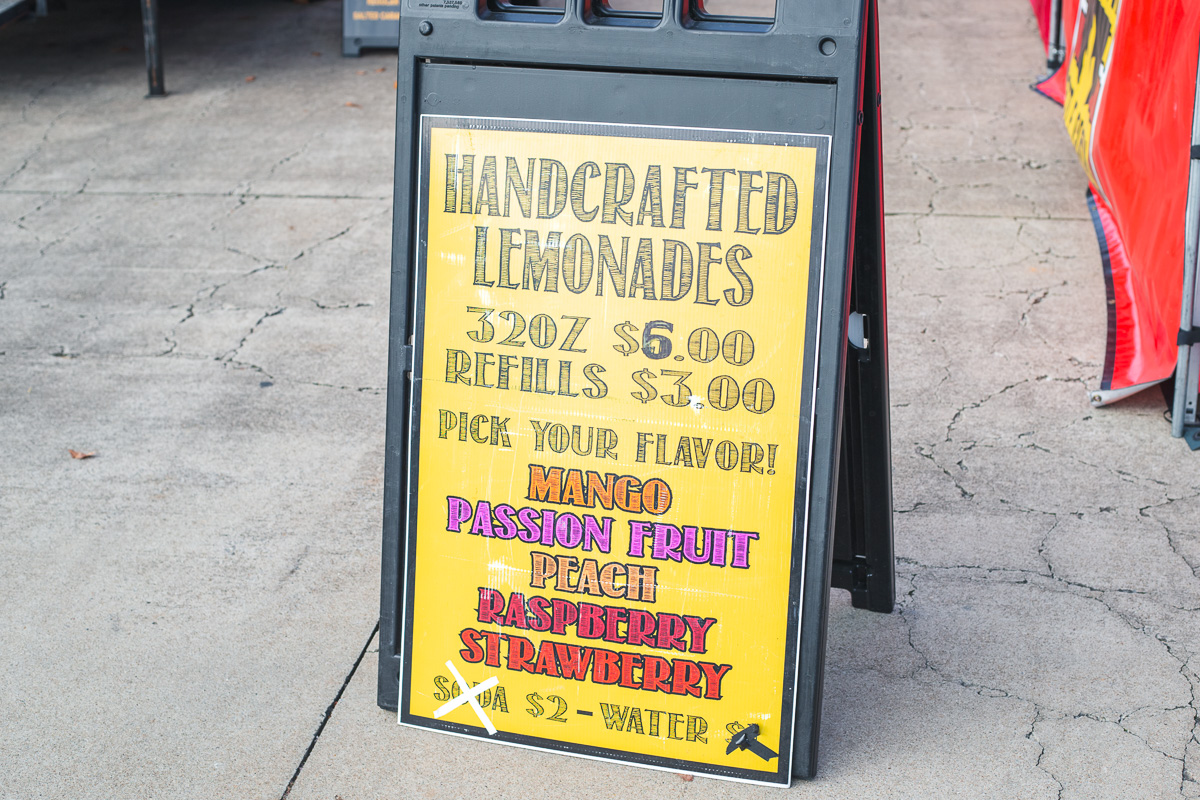 HANDCRAFTED
LEMONADES
32OZ $6.00
REFILLS $3.00
PICK YOUR FLAVOR!
MANGO
PASSION FRUIT
PEACH
RASPBERRY
STRAWBERRY
SODA $2-WATER $